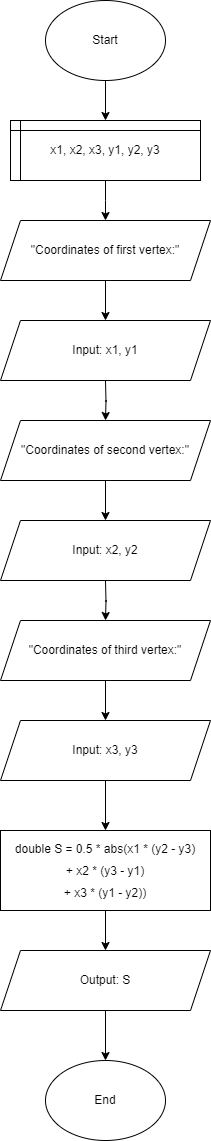 Start
x1, x2, x3, y1, y2, y3
"Coordinates of first vertex:"
Input: x1, y1
"Coordinates of second vertex:"
Input: x2, y2
"Coordinates of third vertex:"
Input: x3, y3
double S = 0.5 * abs(x1 * (y2 - y3)
+ x2 * (y3 - y1)
+ x3 * (y1 - y2))
Output: S
End